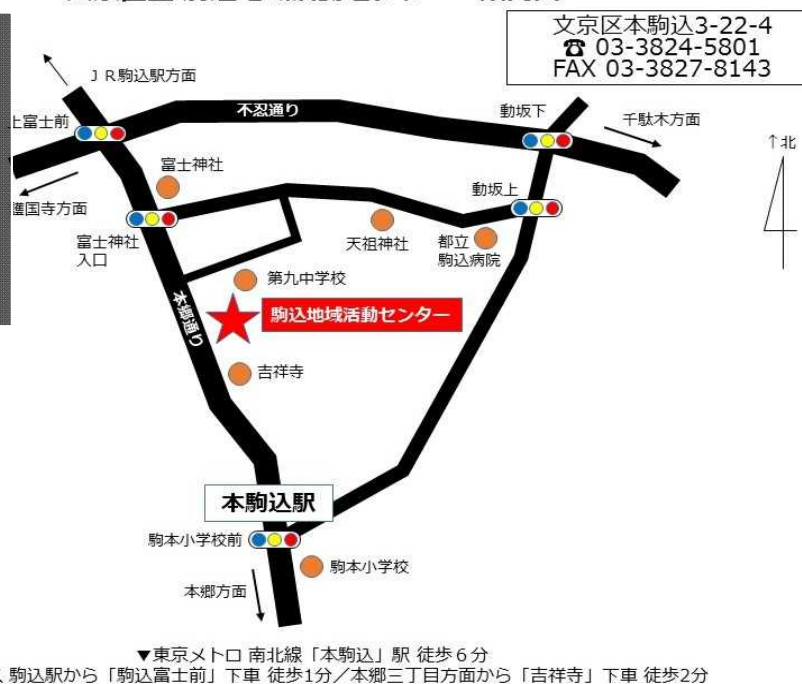 文京区本駒込3-22-4
☎ 03-3824-5801
FAX 03-3827-8143
ＪＲ駒込駅方面
不忍通り
動坂下
千駄木方面
上富士前
↑北
富士神社
動坂上
護国寺方面
富士神社
入口
天祖神社
都立
駒込病院
第九中学校
本郷通り
駒込地域活動センター
吉祥寺
本駒込駅
駒本小学校前
駒本小学校
本郷方面
▼東京メトロ 南北線「本駒込」駅 徒歩６分
駒込駅から「駒込富士前」下車 徒歩1分／本郷三丁目方面から「吉祥寺」下車 徒歩2分